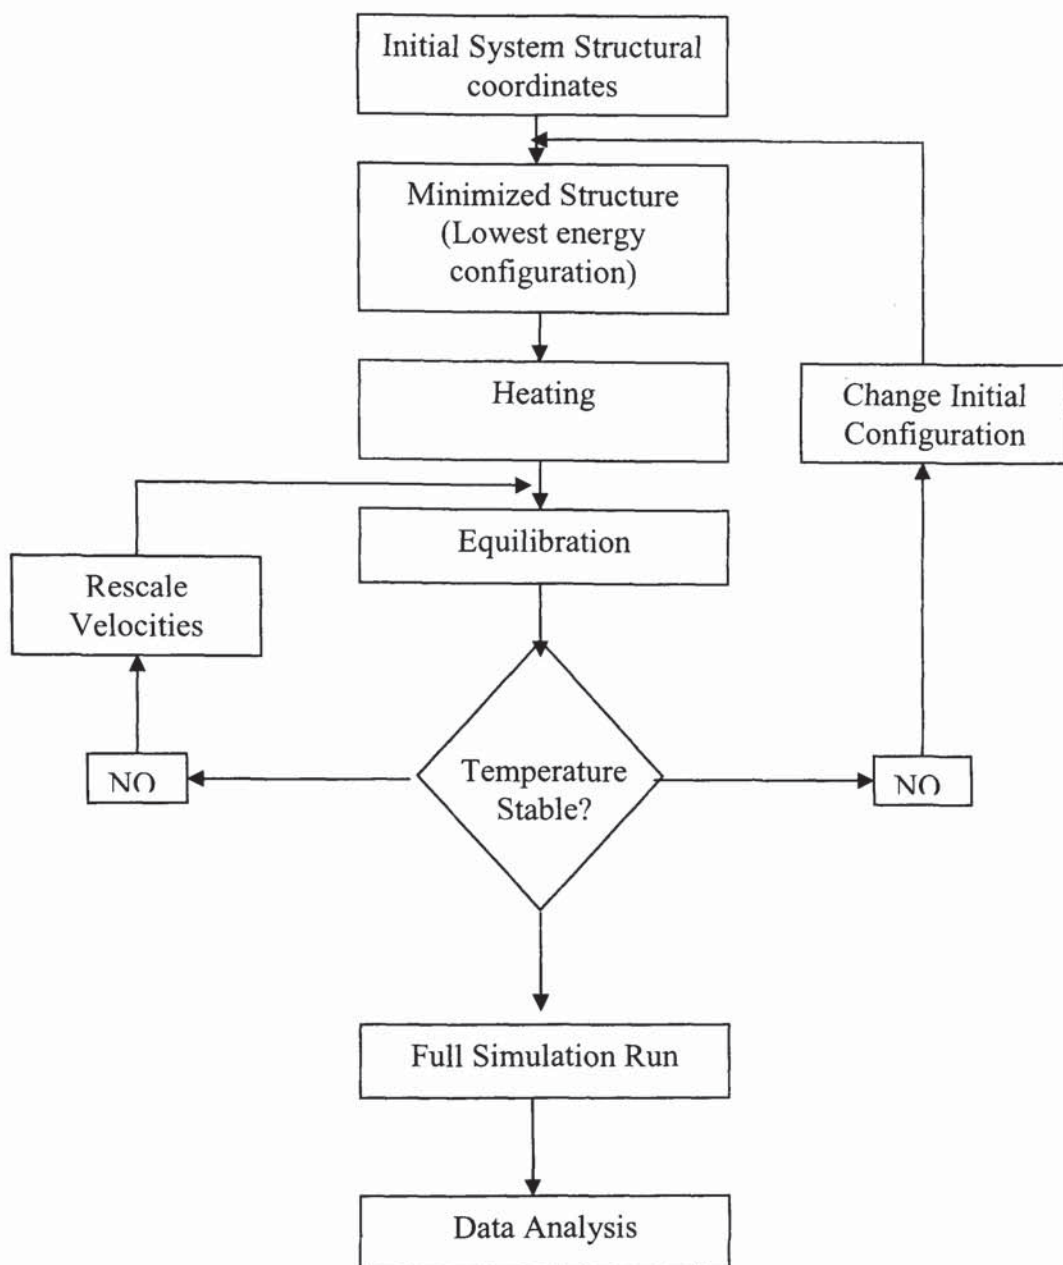 Initial System Structural
coordinates
Minimized Structure
(Lowest energy
configuration)
Heating
Change Initial
Configuration
Equilibration
Rescale
Velocities
NO
Temperature
Stable?
NO
Full Simulation Run
Data Analysis